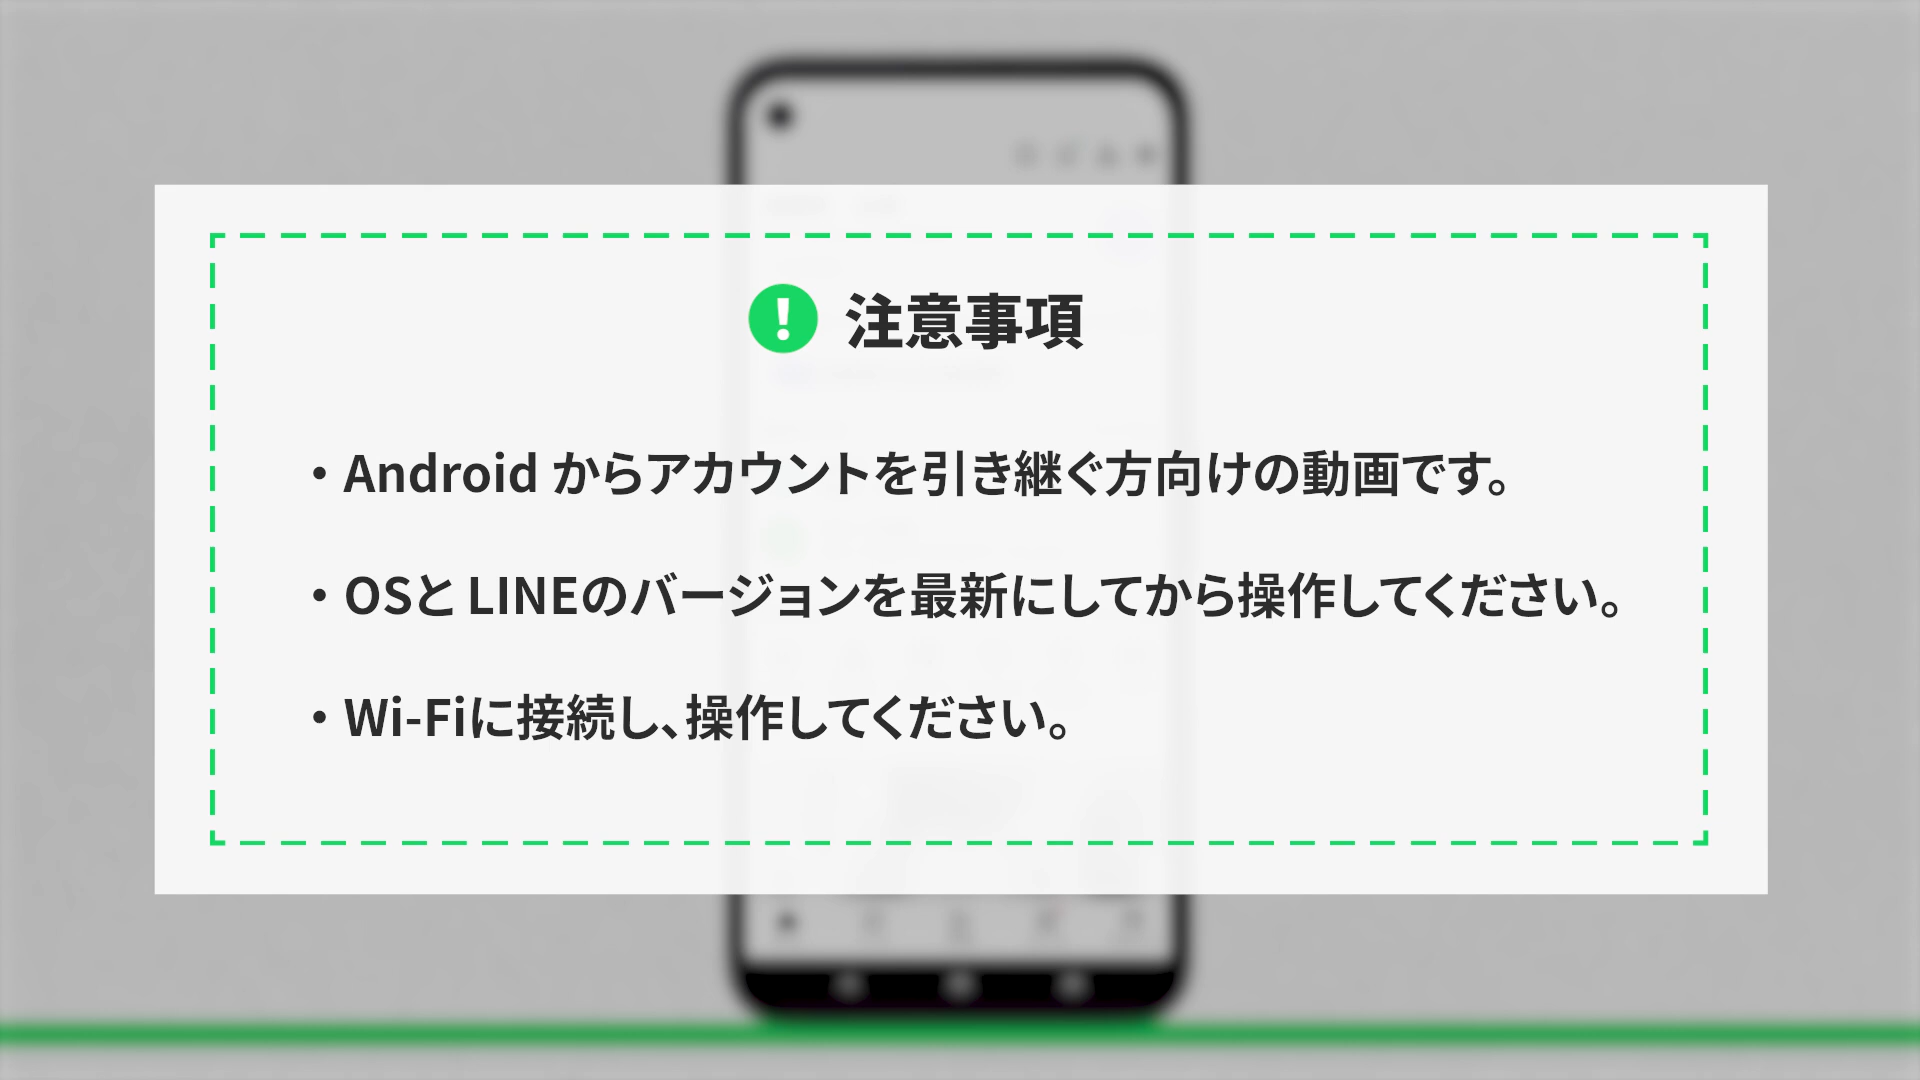 ! 注意事項
・Android からアカウントを引き継ぐ方向けの動画です。
・OSと LINEのバージョンを最新にしてから操作してください。
・Wi-Fiに接続し、操作してください。